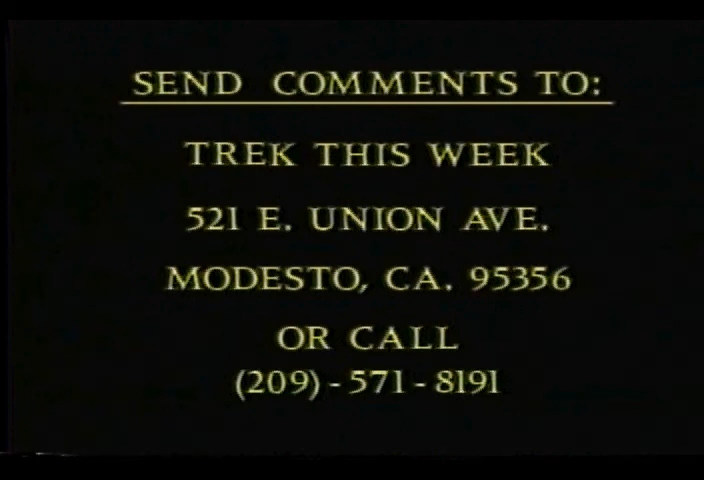 SEND COMMENTS TO:
TREK THIS WEEK
521 E. UNION AVE.
MODESTO, CA. 95356
OR CALL
(209)-571-8191